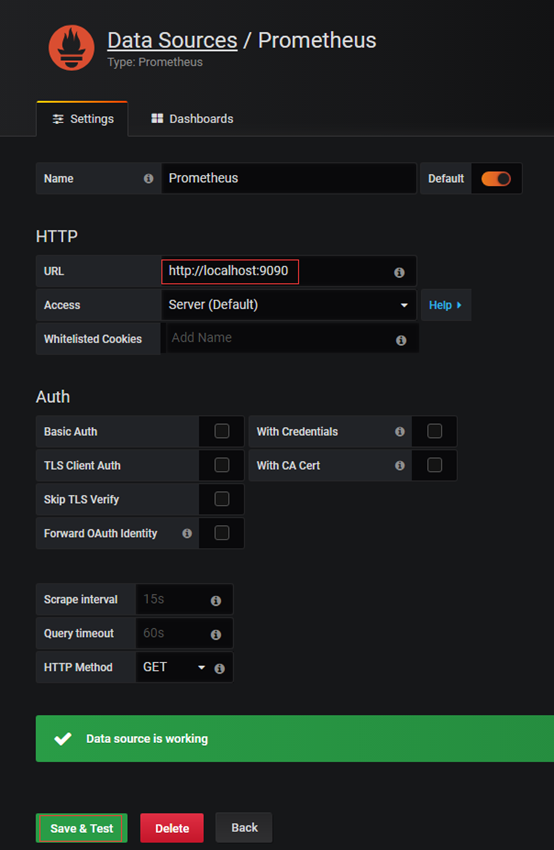 Data Sources / Prometheus
Type: Prometheus
Settings
Dashboards
Name
Prometheus
Default
HTTP
URL
http://localhost:9090
Access
Server (Default)
Help
Whitelisted Cookies
Add Name
Auth
Basic Auth
With Credentials
TLS Client Auth
With CA Cert
Skip TLS Verify
Forward OAuth Identity
Scrape interval
15s
Query timeout
60s
HTTP Method
GET
Data source is working
Save & Test
Delete
Back